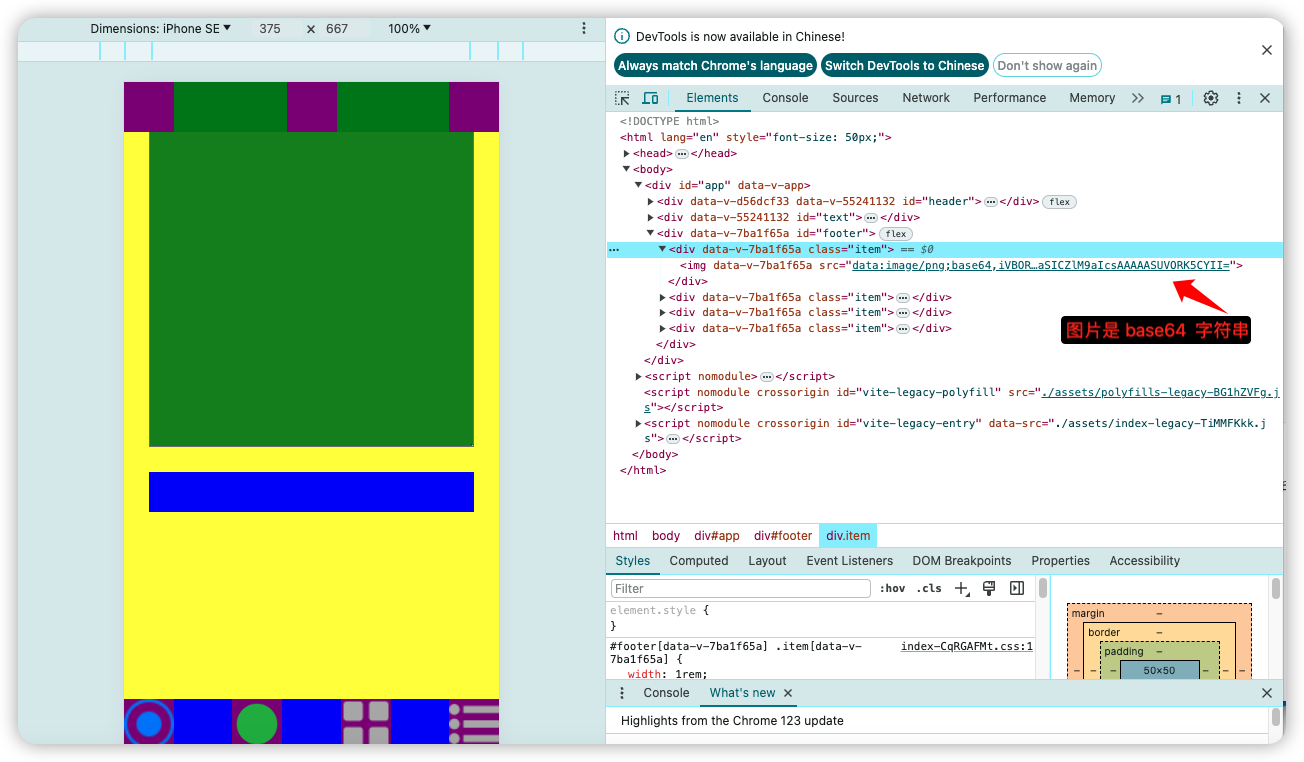 Dimensions: iPhone SE 375 × 667 100%
DevTools is now available in Chinese!
Always match Chrome's language Switch DevTools to Chinese Don't show again
Elements Console Sources Network Performance Memory 1
<!DOCTYPE html>
<html lang="en" style="font-size: 50px;">
<head> … </head>
<body>
<div id="app" data-v-app>
<div data-v-d56dcf33 data-v-55241132 id="header"> … </div> flex
<div data-v-55241132 id="text"> … </div>
<div data-v-7ba1f65a id="footer"> flex
… <div data-v-7ba1f65a class="item"> == $0
<img data-v-7ba1f65a src="data:image/png;base64,iVBOR…aSICZlM9aIcsAAAAASUVORK5CYII=">
</div>
<div data-v-7ba1f65a class="item"> … </div>
<div data-v-7ba1f65a class="item"> … </div>
<div data-v-7ba1f65a class="item"> … </div>
</div>
</div>
图片是 base64 字符串
<script nomodule> … </script>
<script nomodule crossorigin id="vite-legacy-polyfill" src="./assets/polyfills-legacy-BG1hZVFg.j
s"></script>
<script nomodule crossorigin id="vite-legacy-entry" data-src="./assets/index-legacy-TiMMFKkk.j
s"> … </script>
</body>
</html>
html body div#app div#footer div.item
Styles Computed Layout Event Listeners DOM Breakpoints Properties Accessibility
Filter :hov .cls
element.style {
}
#footer[data-v-7ba1f65a] .item[data-v- index-CqRGAFMt.css:1
7ba1f65a] {
width: 1rem;
margin –
border –
padding –
– – – 50×50 – – –
Console What's new
Highlights from the Chrome 123 update